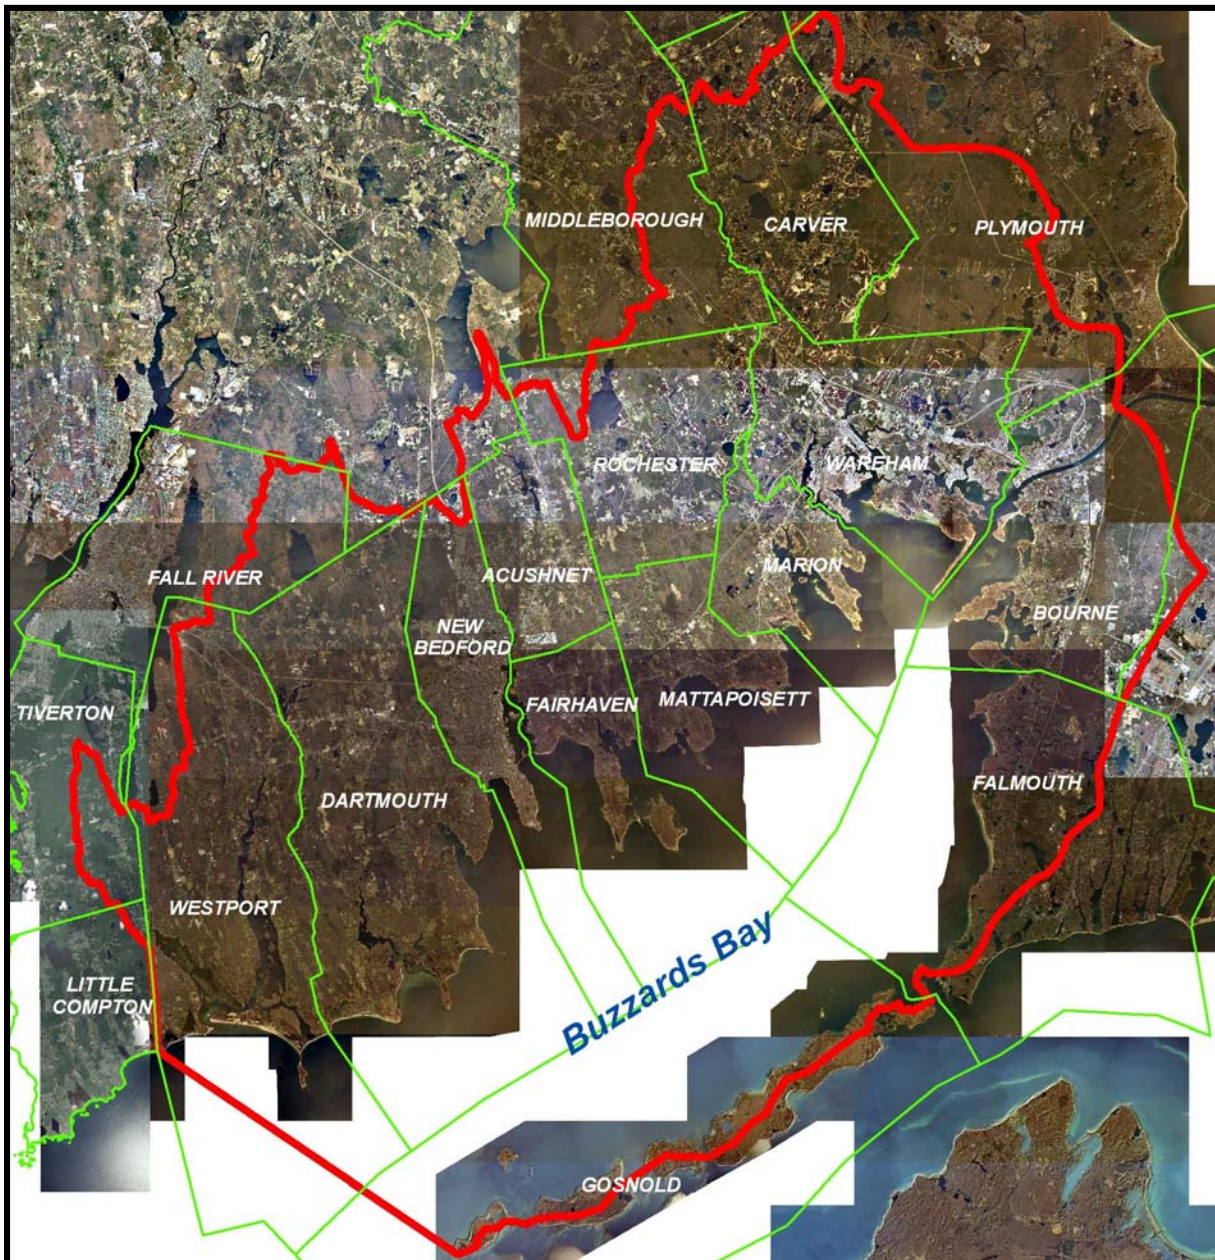 MIDDLEBOROUGH
CARVER
PLYMOUTH
ROCHESTER
WAREHAM
FALL RIVER
ACUSHNET
MARION
NEW
BEDFORD
BOURNE
TIVERTON
FAIRHAVEN
MATTAPOISETT
DARTMOUTH
FALMOUTH
WESTPORT
Buzzards Bay
LITTLE
COMPTON
GOSNOLD